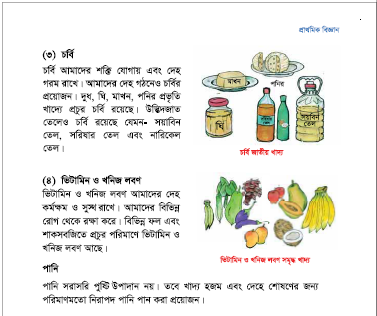 প্রাথমিক বিজ্ঞান
(৩) চর্বি
চর্বি আমাদের শক্তি যোগায় এবং দেহ
গরম রাখে। আমাদের দেহ গঠনেও চর্বির
প্রয়োজন। দুধ, ঘি, মাখন, পনির প্রভৃতি
খাদ্যে প্রচুর চর্বি রয়েছে। উদ্ভিদজাত
তেলেও চর্বি রয়েছে যেমন- সয়াবিন
তেল, সরিষার তেল এবং নারিকেল
তেল।
মাখন
পনির
ঘি
সয়াবিন
তেল
চর্বি জাতীয় খাদ্য
(৪) ভিটামিন ও খনিজ লবণ
ভিটামিন ও খনিজ লবণ আমাদের দেহ
কর্মক্ষম ও সুস্থ রাখে। আমাদের বিভিন্ন
রোগ থেকে রক্ষা করে। বিভিন্ন ফল এবং
শাকসবজিতে প্রচুর পরিমাণে ভিটামিন ও
খনিজ লবণ আছে।
ভিটামিন ও খনিজ লবণ সমৃদ্ধ খাদ্য
পানি
পানি সরাসরি পুষ্টি উপাদান নয়। তবে খাদ্য হজম এবং দেহে শোষণের জন্য
পরিমাণমতো নিরাপদ পানি পান করা প্রয়োজন।